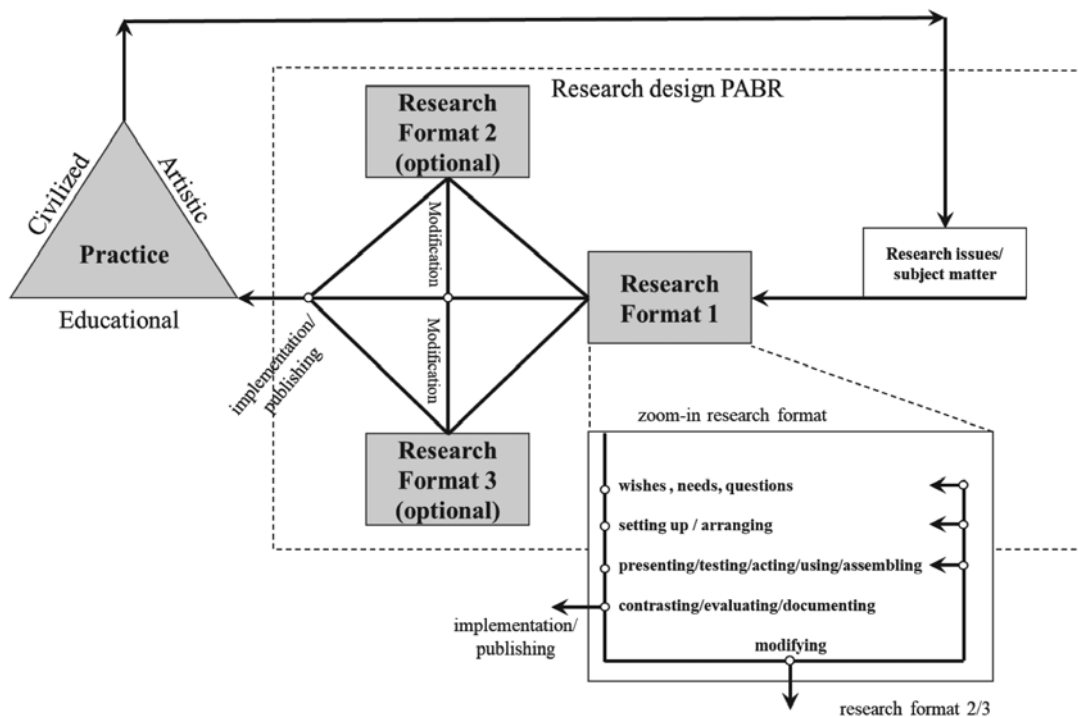 Research design PABR
Research
Format 2
(optional)
Civilized
Artistic
Practice
Educational
Modification
Modification
implementation/
publishing
Research
Format 1
Research issues/
subject matter
Research
Format 3
(optional)
zoom-in research format
wishes , needs, questions
setting up / arranging
presenting/testing/acting/using/assembling
contrasting/evaluating/documenting
implementation/
publishing
modifying
research format 2/3